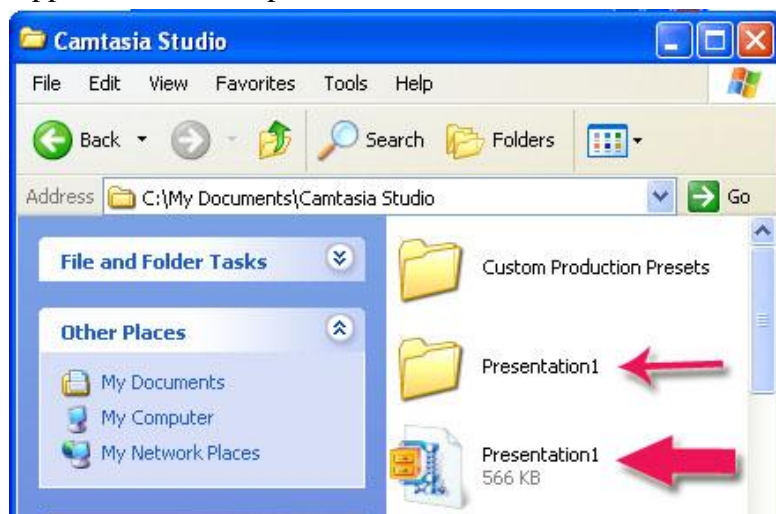 Camtasia Studio
File Edit View Favorites Tools Help
Back Search Folders
Address C:\My Documents\Camtasia Studio Go
File and Folder Tasks
Custom Production Presets
Other Places
My Documents
My Computer
My Network Places
Presentation1
Presentation1
566 KB